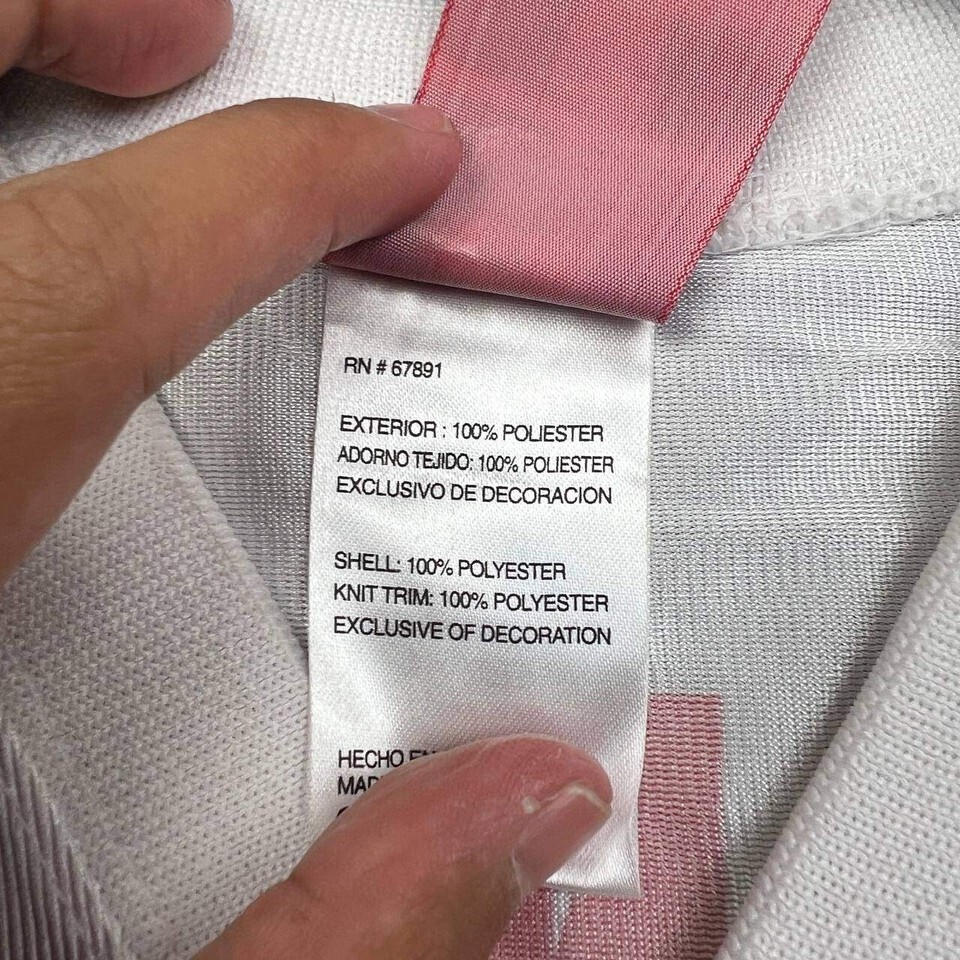 RN # 67891
EXTERIOR : 100% POLIESTER
ADORNO TEJIDO: 100% POLIESTER
EXCLUSIVO DE DECORACION
SHELL: 100% POLYESTER
KNIT TRIM: 100% POLYESTER
EXCLUSIVE OF DECORATION
HECHO